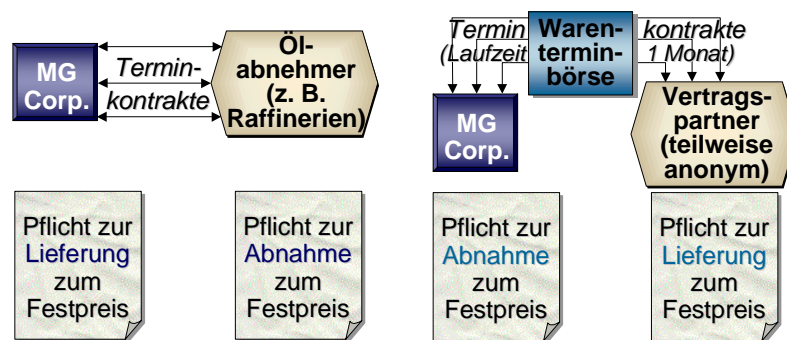 MG
Corp.
Termin-
kontrakte
Öl-
abnehmer
(z. B.
Raffinerien)
Termin
(Laufzeit
Waren-
termin-
börse
kontrakte
1 Monat)
MG
Corp.
Vertrags-
partner
(teilweise
anonym)
Pflicht zur
Lieferung
zum
Festpreis
Pflicht zur
Abnahme
zum
Festpreis
Pflicht zur
Abnahme
zum
Festpreis
Pflicht zur
Lieferung
zum
Festpreis